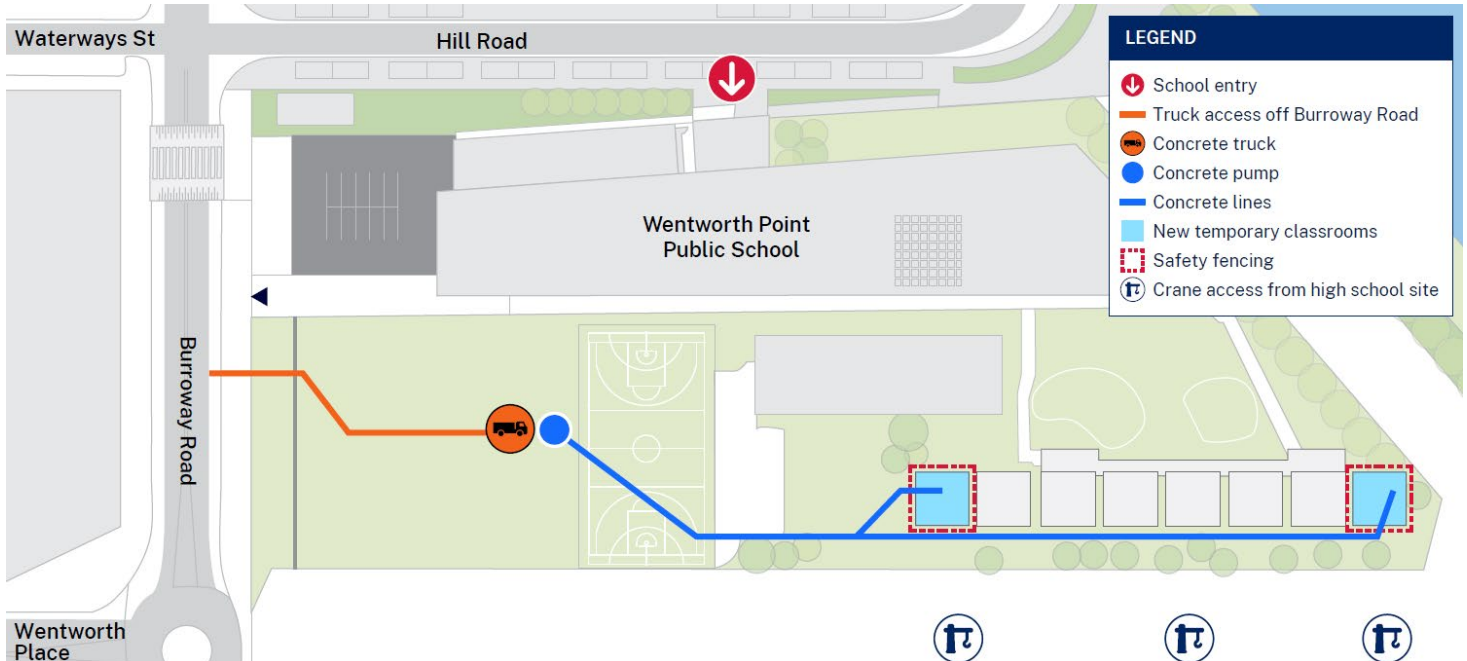 Waterways St
Hill Road
LEGEND
School entry
Truck access off Burroway Road
Concrete truck
Concrete pump
Concrete lines
New temporary classrooms
Safety fencing
Crane access from high school site
Wentworth Point
Public School
Burroway Road
Wentworth
Place